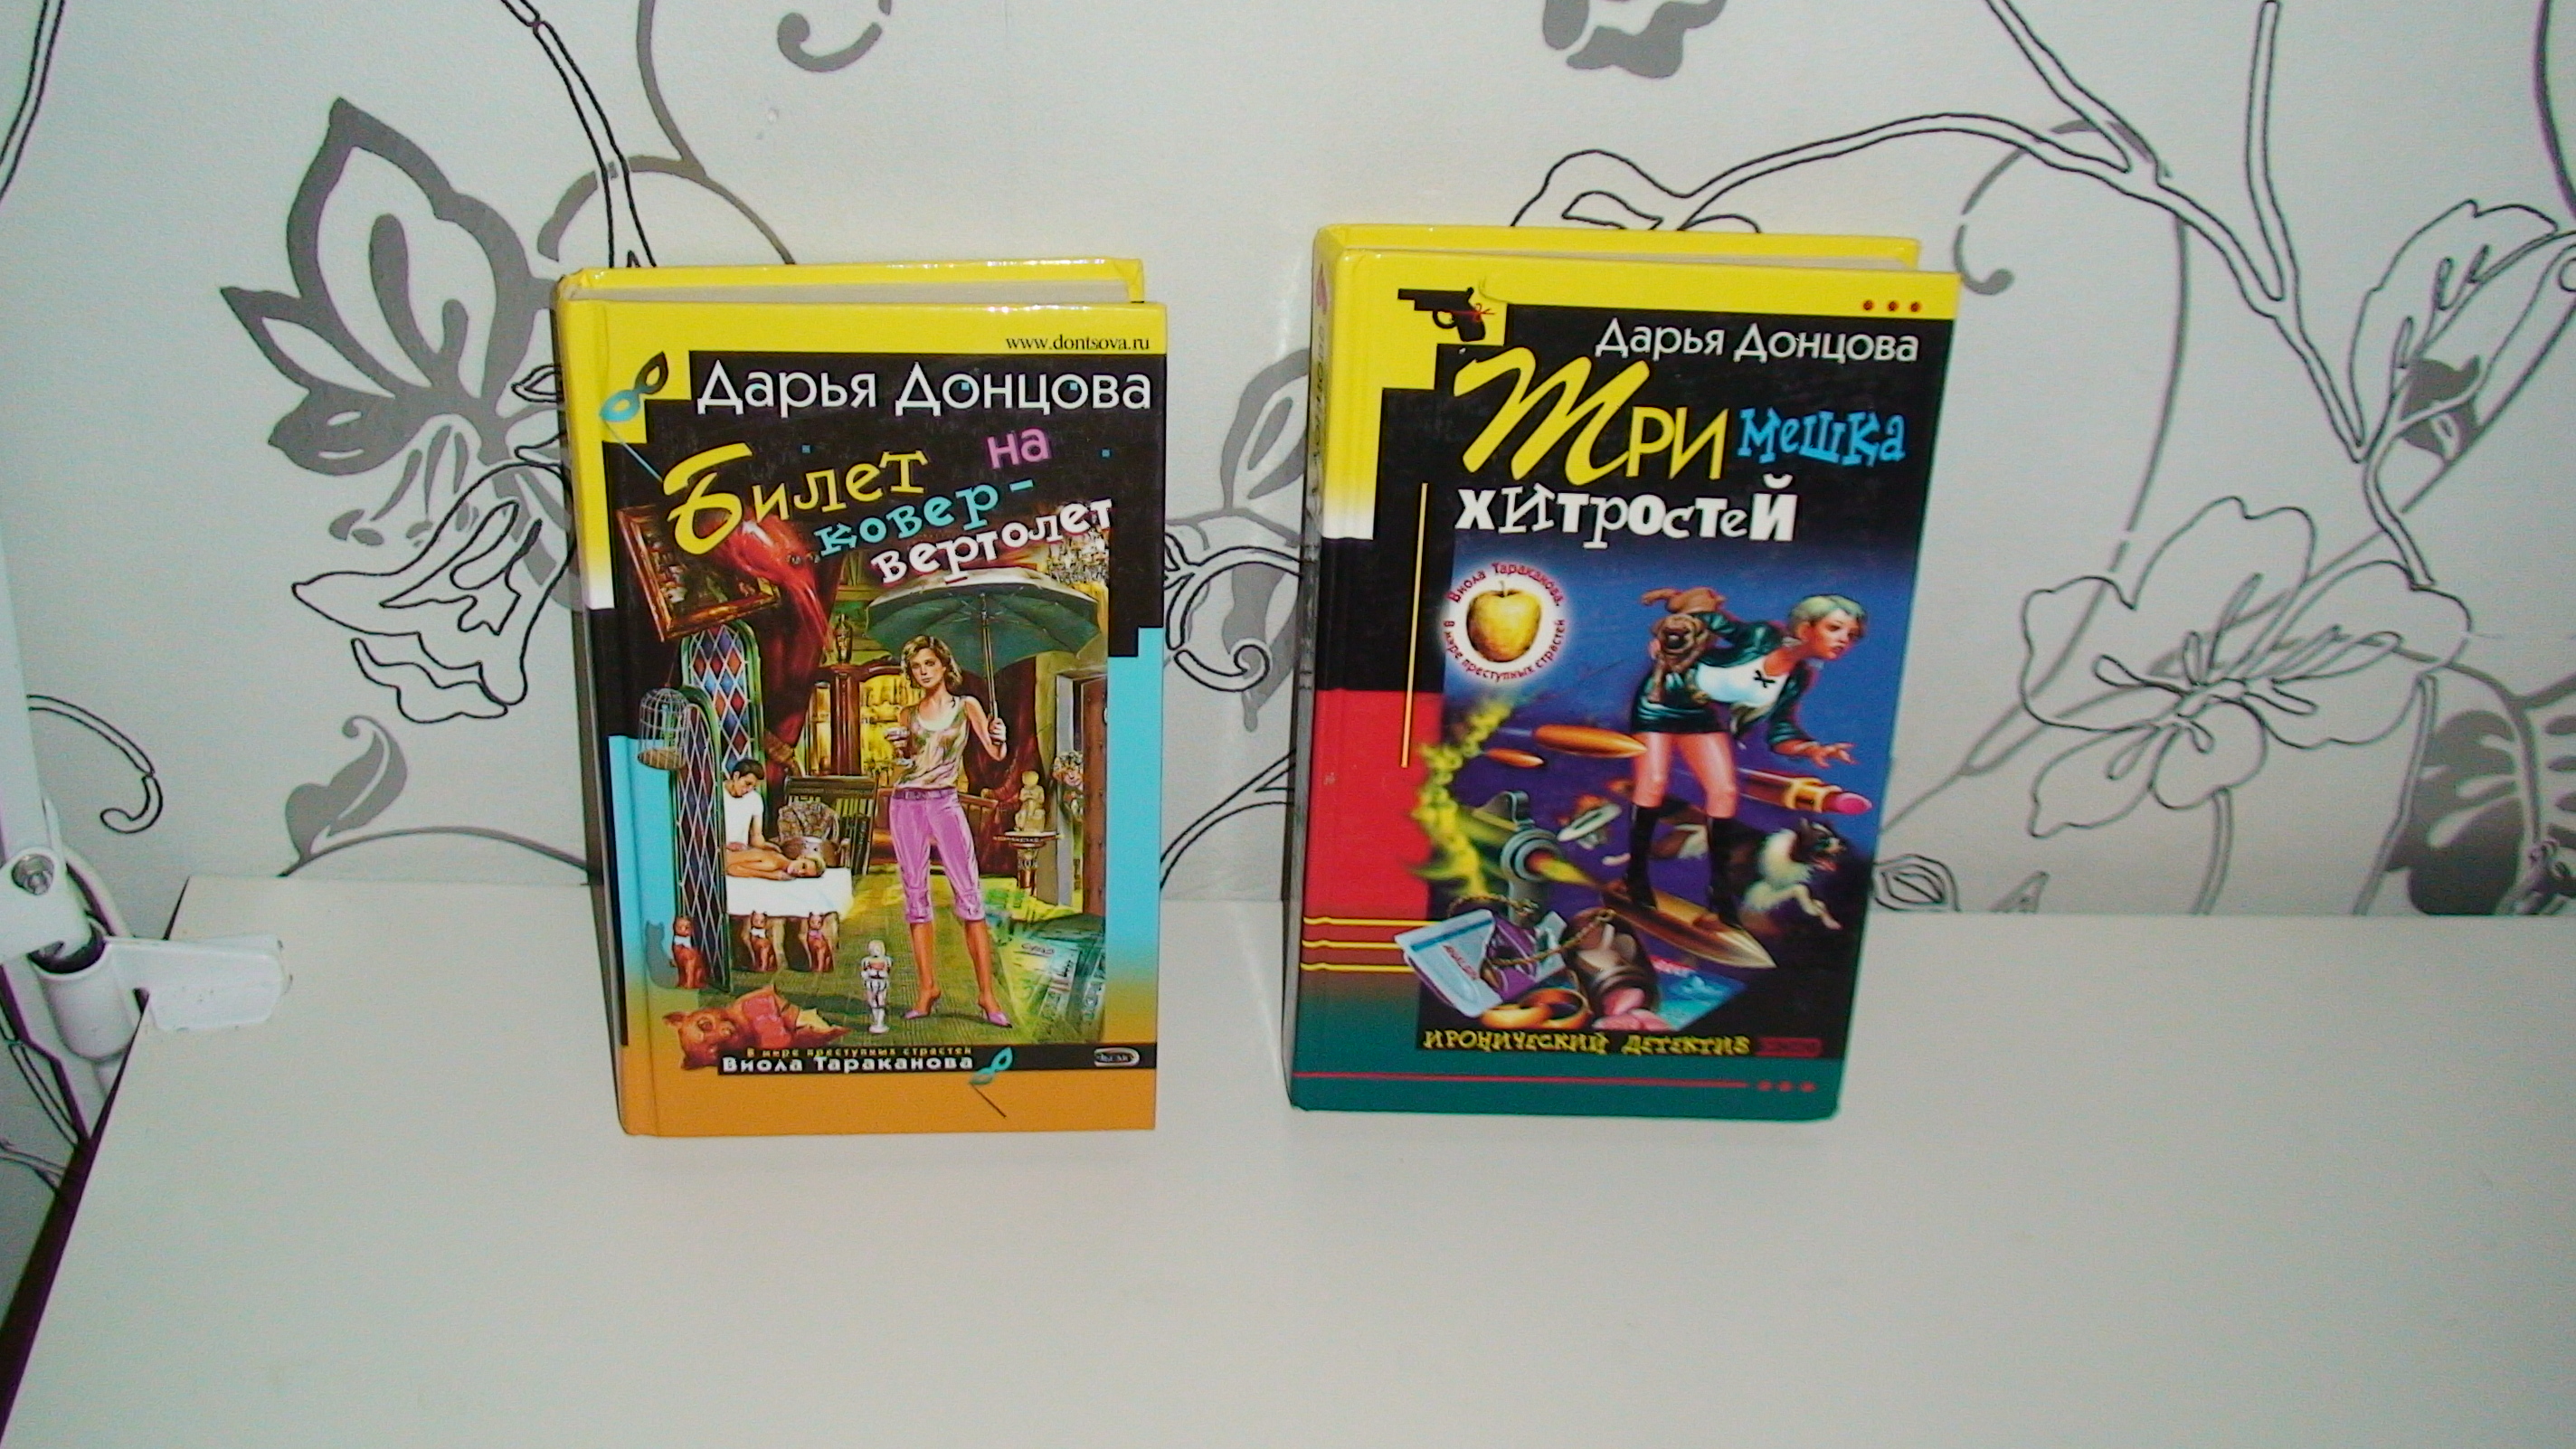 www.dontsova.ru
Дарья Донцова
Билет на
ковер-
вертолет
В мире преступных страстей
Виола Тараканова
Дарья Донцова
Три мешка
хитростей
Виола Тараканова.
В мире преступных страстей
ИРОНИЧЕСКИЙ ДЕТЕКТИВ